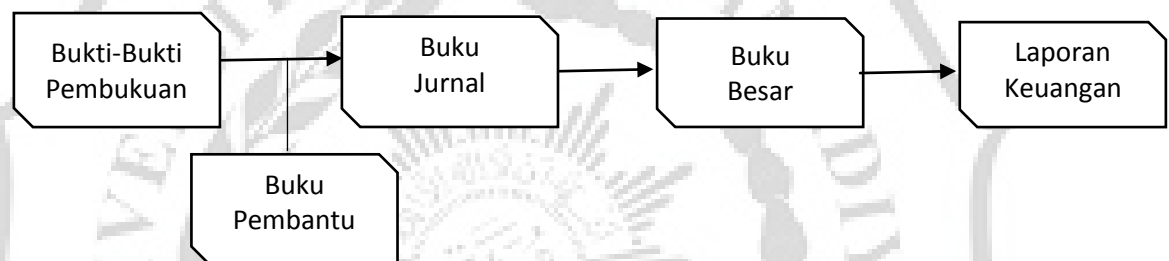 Bukti-Bukti
Pembukuan
Buku
Jurnal
Buku
Besar
Laporan
Keuangan
Buku
Pembantu